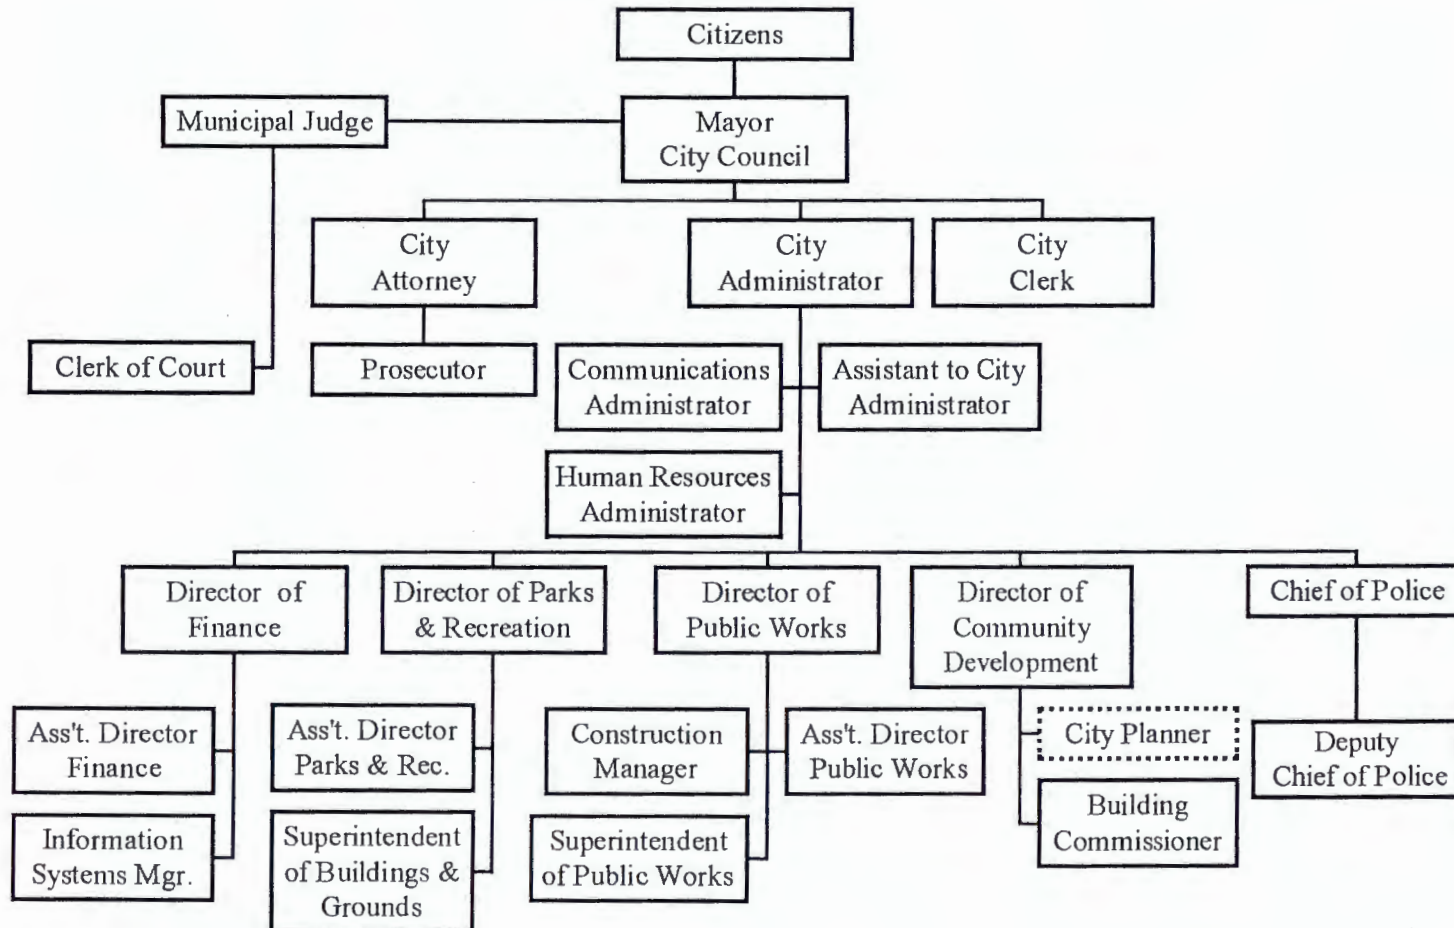 Citizens
Municipal Judge
Mayor
City Council
City
Attorney
City
Administrator
City
Clerk
Clerk of Court
Prosecutor
Communications
Administrator
Assistant to City
Administrator
Human Resources
Administrator
Director of
Finance
Director of Parks
& Recreation
Director of
Public Works
Director of
Community
Development
Chief of Police
Ass't. Director
Finance
Ass't. Director
Parks & Rec.
Construction
Manager
Ass't. Director
Public Works
City Planner
Deputy
Chief of Police
Information
Systems Mgr.
Superintendent
of Buildings &
Grounds
Superintendent
of Public Works
Building
Commissioner